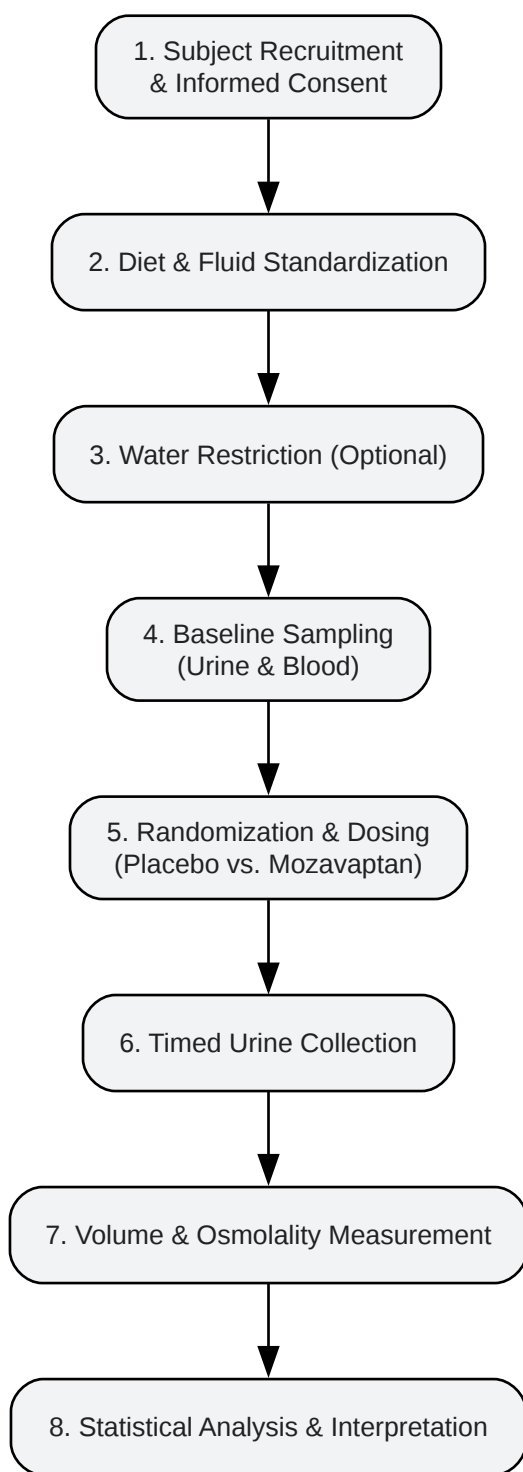 1. Subject Recruitment
& Informed Consent
2. Diet & Fluid Standardization
3. Water Restriction (Optional)
4. Baseline Sampling
(Urine & Blood)
5. Randomization & Dosing
(Placebo vs. Mozavaptan)
6. Timed Urine Collection
7. Volume & Osmolality Measurement
8. Statistical Analysis & Interpretation